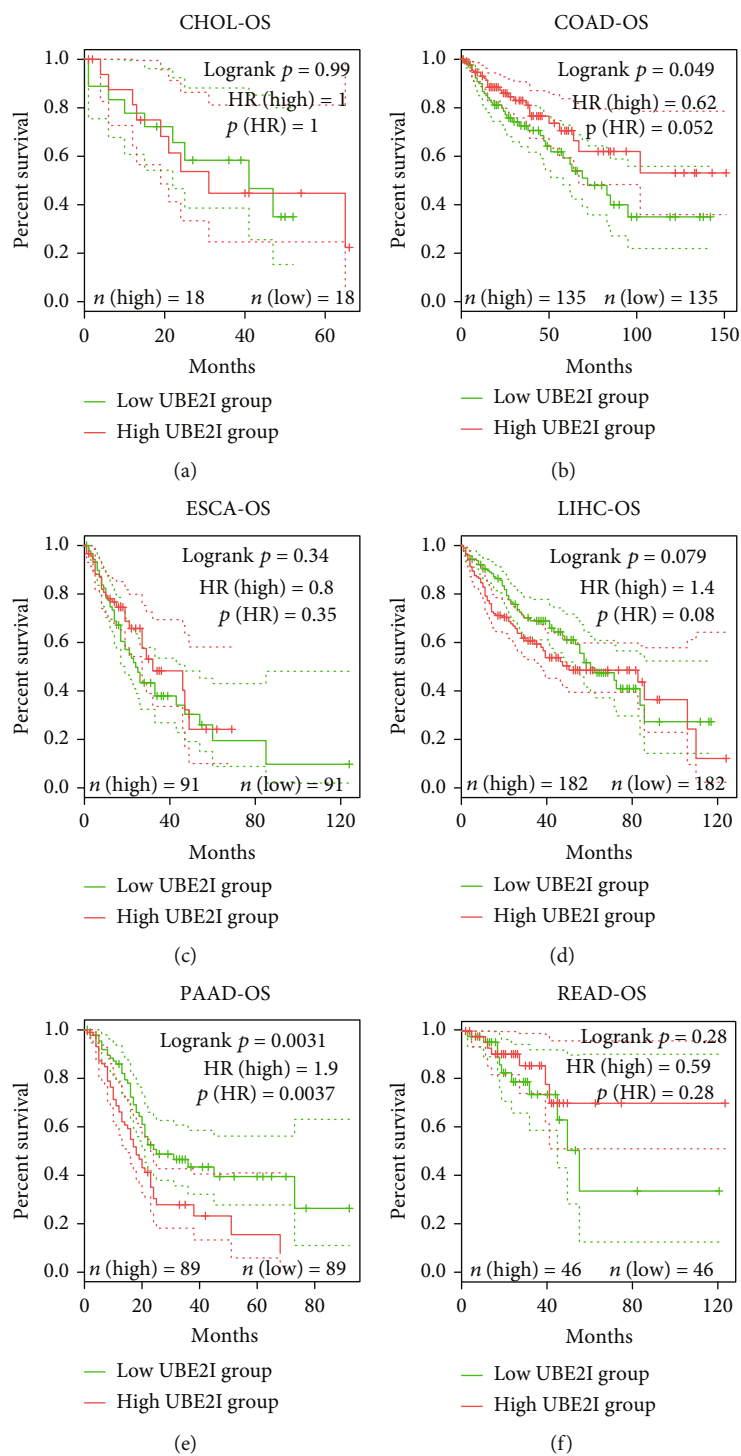 CHOL-OS
Logrank p = 0.99
HR (high) = 1
p (HR) = 1
Percent survival
1.0
0.8
0.6
0.4
0.2
0.0
n (high) = 18
n (low) = 18
0 20 40 60
Months
Low UBE2I group
High UBE2I group
(a)
COAD-OS
Logrank p = 0.049
HR (high) = 0.62
p (HR) = 0.052
Percent survival
1.0
0.8
0.6
0.4
0.2
0.0
n (high) = 135
n (low) = 135
0 50 100 150
Months
Low UBE2I group
High UBE2I group
(b)
ESCA-OS
Logrank p = 0.34
HR (high) = 0.8
p (HR) = 0.35
Percent survival
1.0
0.8
0.6
0.4
0.2
0.0
n (high) = 91
n (low) = 91
0 20 40 60 80 120
Months
Low UBE2I group
High UBE2I group
(c)
LIHC-OS
Logrank p = 0.079
HR (high) = 1.4
p (HR) = 0.08
Percent survival
1.0
0.8
0.6
0.4
0.2
0.0
n (high) = 182
n (low) = 182
0 20 40 60 80 120
Months
Low UBE2I group
High UBE2I group
(d)
PAAD-OS
Logrank p = 0.0031
HR (high) = 1.9
p (HR) = 0.0037
Percent survival
1.0
0.8
0.6
0.4
0.2
0.0
n (high) = 89
n (low) = 89
0 20 40 60 80
Months
Low UBE2I group
High UBE2I group
(e)
READ-OS
Logrank p = 0.28
HR (high) = 0.59
p (HR) = 0.28
Percent survival
1.0
0.8
0.6
0.4
0.2
0.0
n (high) = 46
n (low) = 46
0 20 40 60 80 120
Months
Low UBE2I group
High UBE2I group
(f)